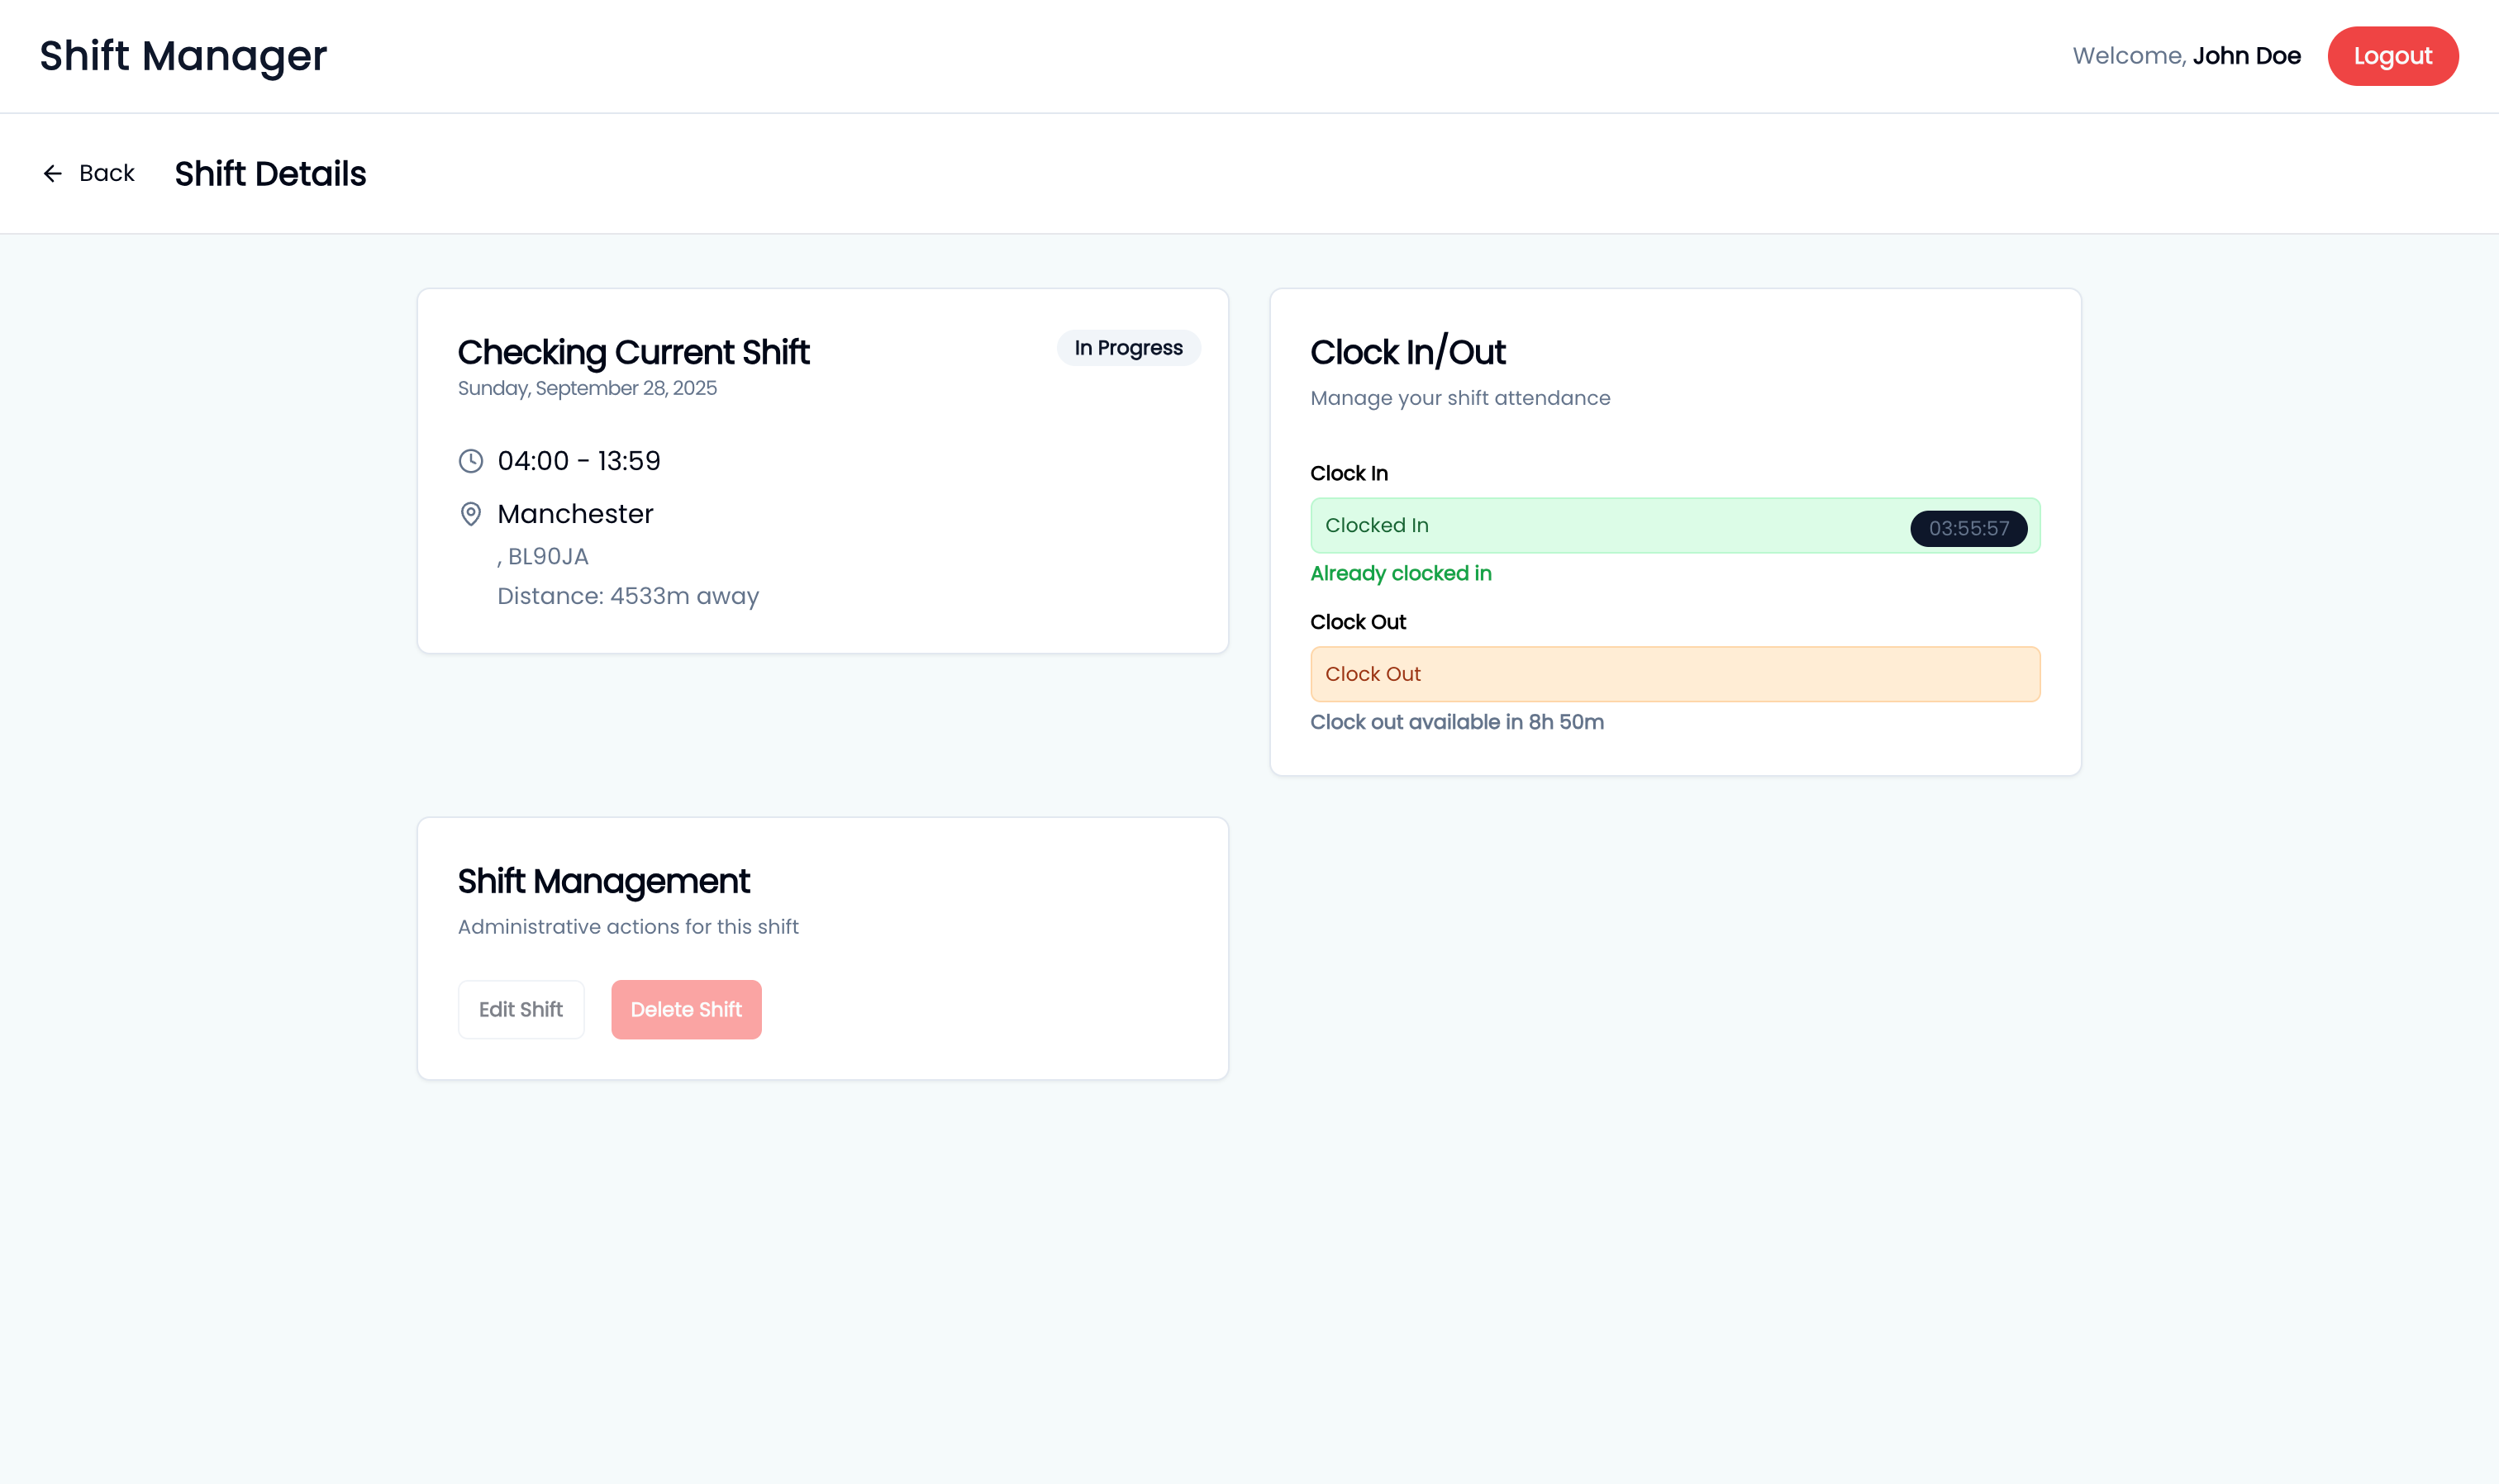 Shift Manager
Welcome, John Doe
Logout
Back
Shift Details
Checking Current Shift
In Progress
Sunday, September 28, 2025
04:00 - 13:59
Manchester
, BL90JA
Distance: 4533m away
Clock In/Out
Manage your shift attendance
Clock In
Clocked In
03:55:57
Already clocked in
Clock Out
Clock Out
Clock out available in 8h 50m
Shift Management
Administrative actions for this shift
Edit Shift
Delete Shift